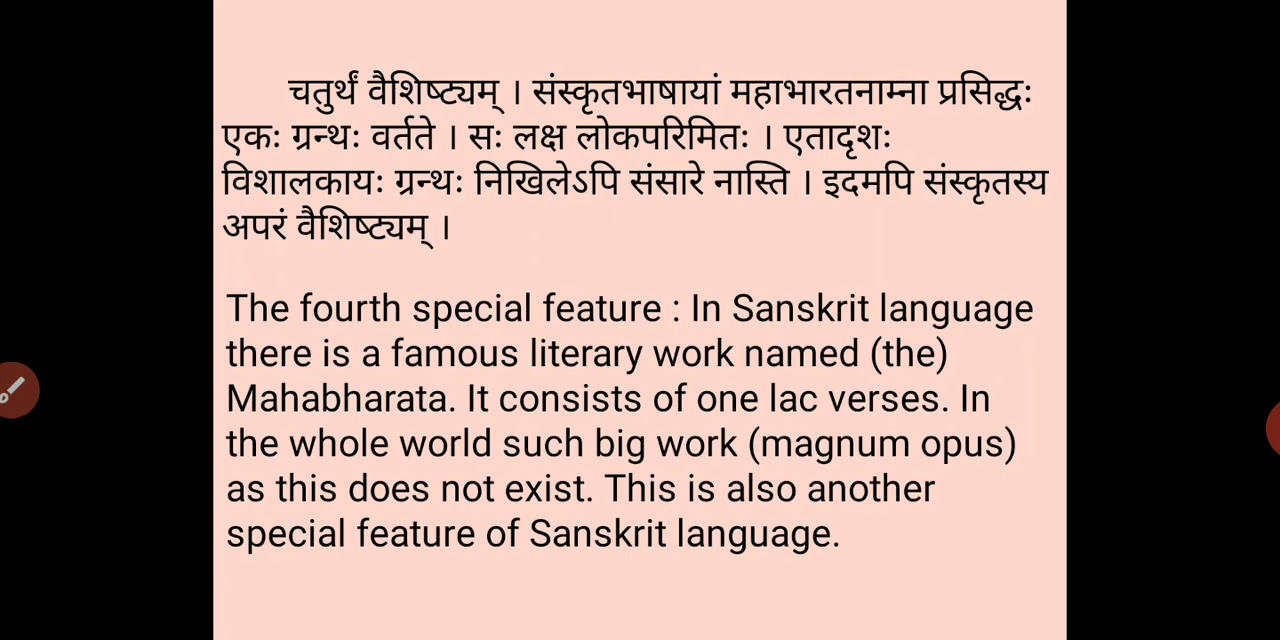 चतुर्थं वैशिष्ट्यम् । संस्कृतभाषायां महाभारतनाम्ना प्रसिद्धः
एकः ग्रन्थः वर्तते । सः लक्ष लोकपरिमितः । एतादृशः
विशालकायः ग्रन्थः निखिलेऽपि संसारे नास्ति । इदमपि संस्कृतस्य
अपरं वैशिष्ट्यम् ।
The fourth special feature : In Sanskrit language
there is a famous literary work named (the)
Mahabharata. It consists of one lac verses. In
the whole world such big work (magnum opus)
as this does not exist. This is also another
special feature of Sanskrit language.